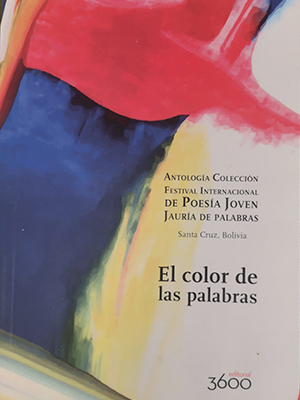 Antología Colección
Festival Internacional
de Poesía Joven
Jauría de palabras
Santa Cruz, Bolivia
El color de
las palabras
editorial
3600